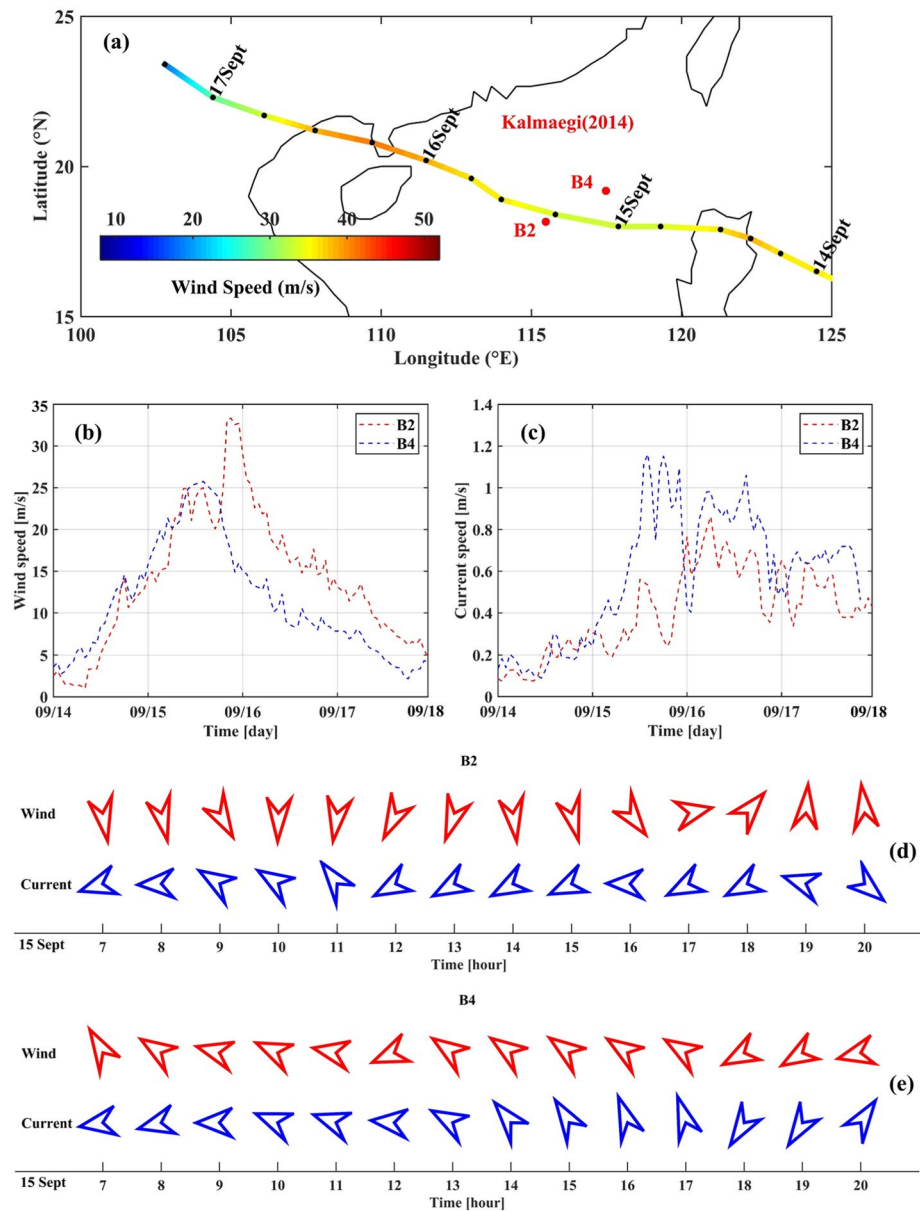 (a)
25
20
15
Latitude (°N)
17Sept
16Sept
15Sept
14Sept
Kalmaegi(2014)
B4
B2
10 20 30 40 50
Wind Speed (m/s)
100 105 110 115 120 125
Longitude (°E)
(b)
B2
B4
35
30
25
20
15
10
5
0
Wind speed [m/s]
09/14 09/15 09/16 09/17 09/18
Time [day]
(c)
B2
B4
1.4
1.2
1
0.8
0.6
0.4
0.2
0
Current speed [m/s]
09/14 09/15 09/16 09/17 09/18
Time [day]
B2
Wind
(d)
Current
15 Sept 7 8 9 10 11 12 13 14 15 16 17 18 19 20
Time [hour]
B4
Wind
(e)
Current
15 Sept 7 8 9 10 11 12 13 14 15 16 17 18 19 20
Time [hour]